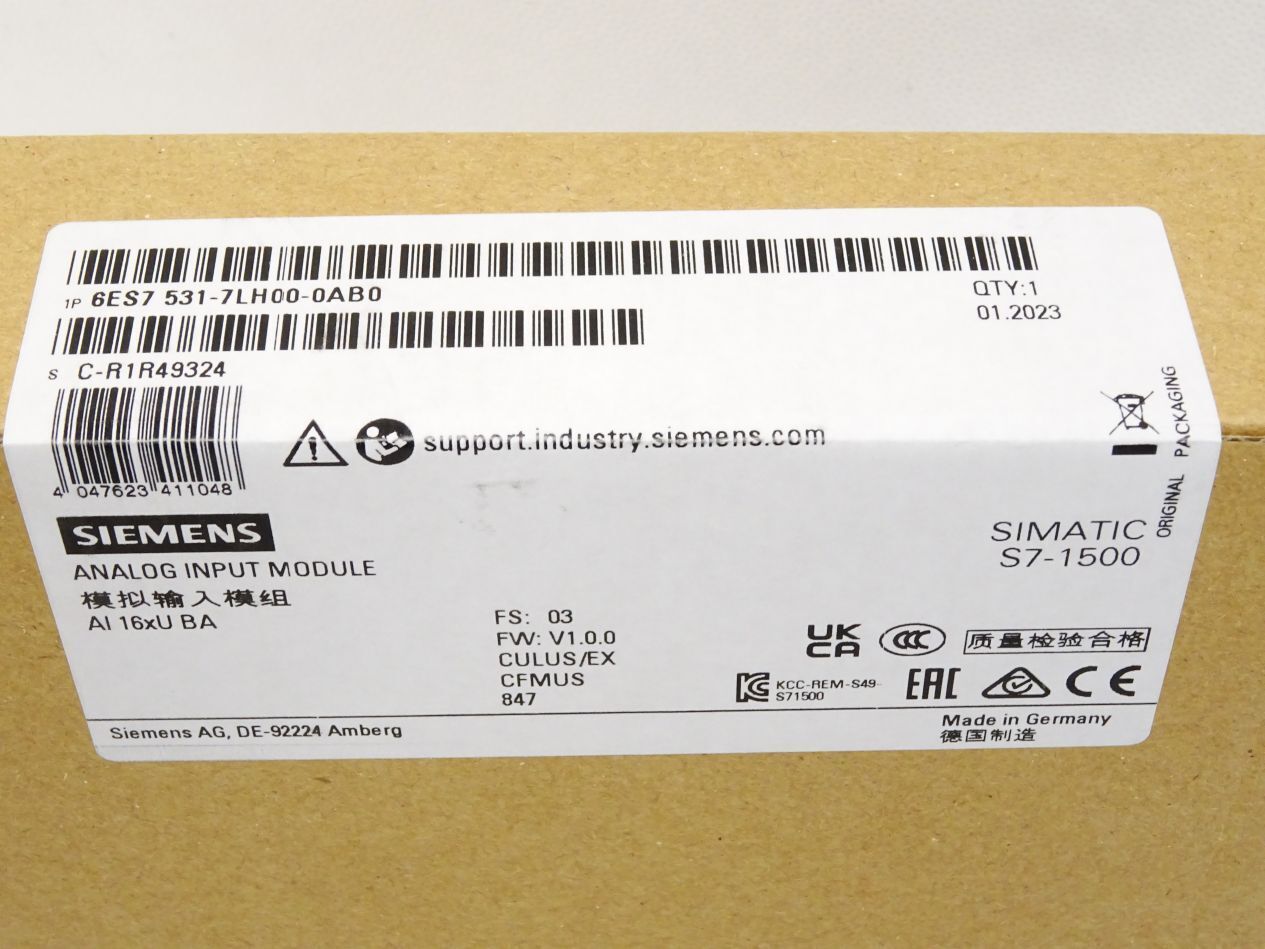 1P 6ES7 531-7LH00-0AB0
QTY:1
01.2023
S C-R1R49324
4 047623 411048
support.industry.siemens.com
ORIGINAL PACKAGING
SIEMENS
SIMATIC
S7-1500
ANALOG INPUT MODULE
模拟输入模组
AI 16xU BA
FS: 03
FW: V1.0.0
CULUS/EX
CFMUS
847
UK
CA
CCC
质量检验合格
KCC-REM-S49-
S71500
EAC
CE
Siemens AG, DE-92224 Amberg
Made in Germany
德国制造